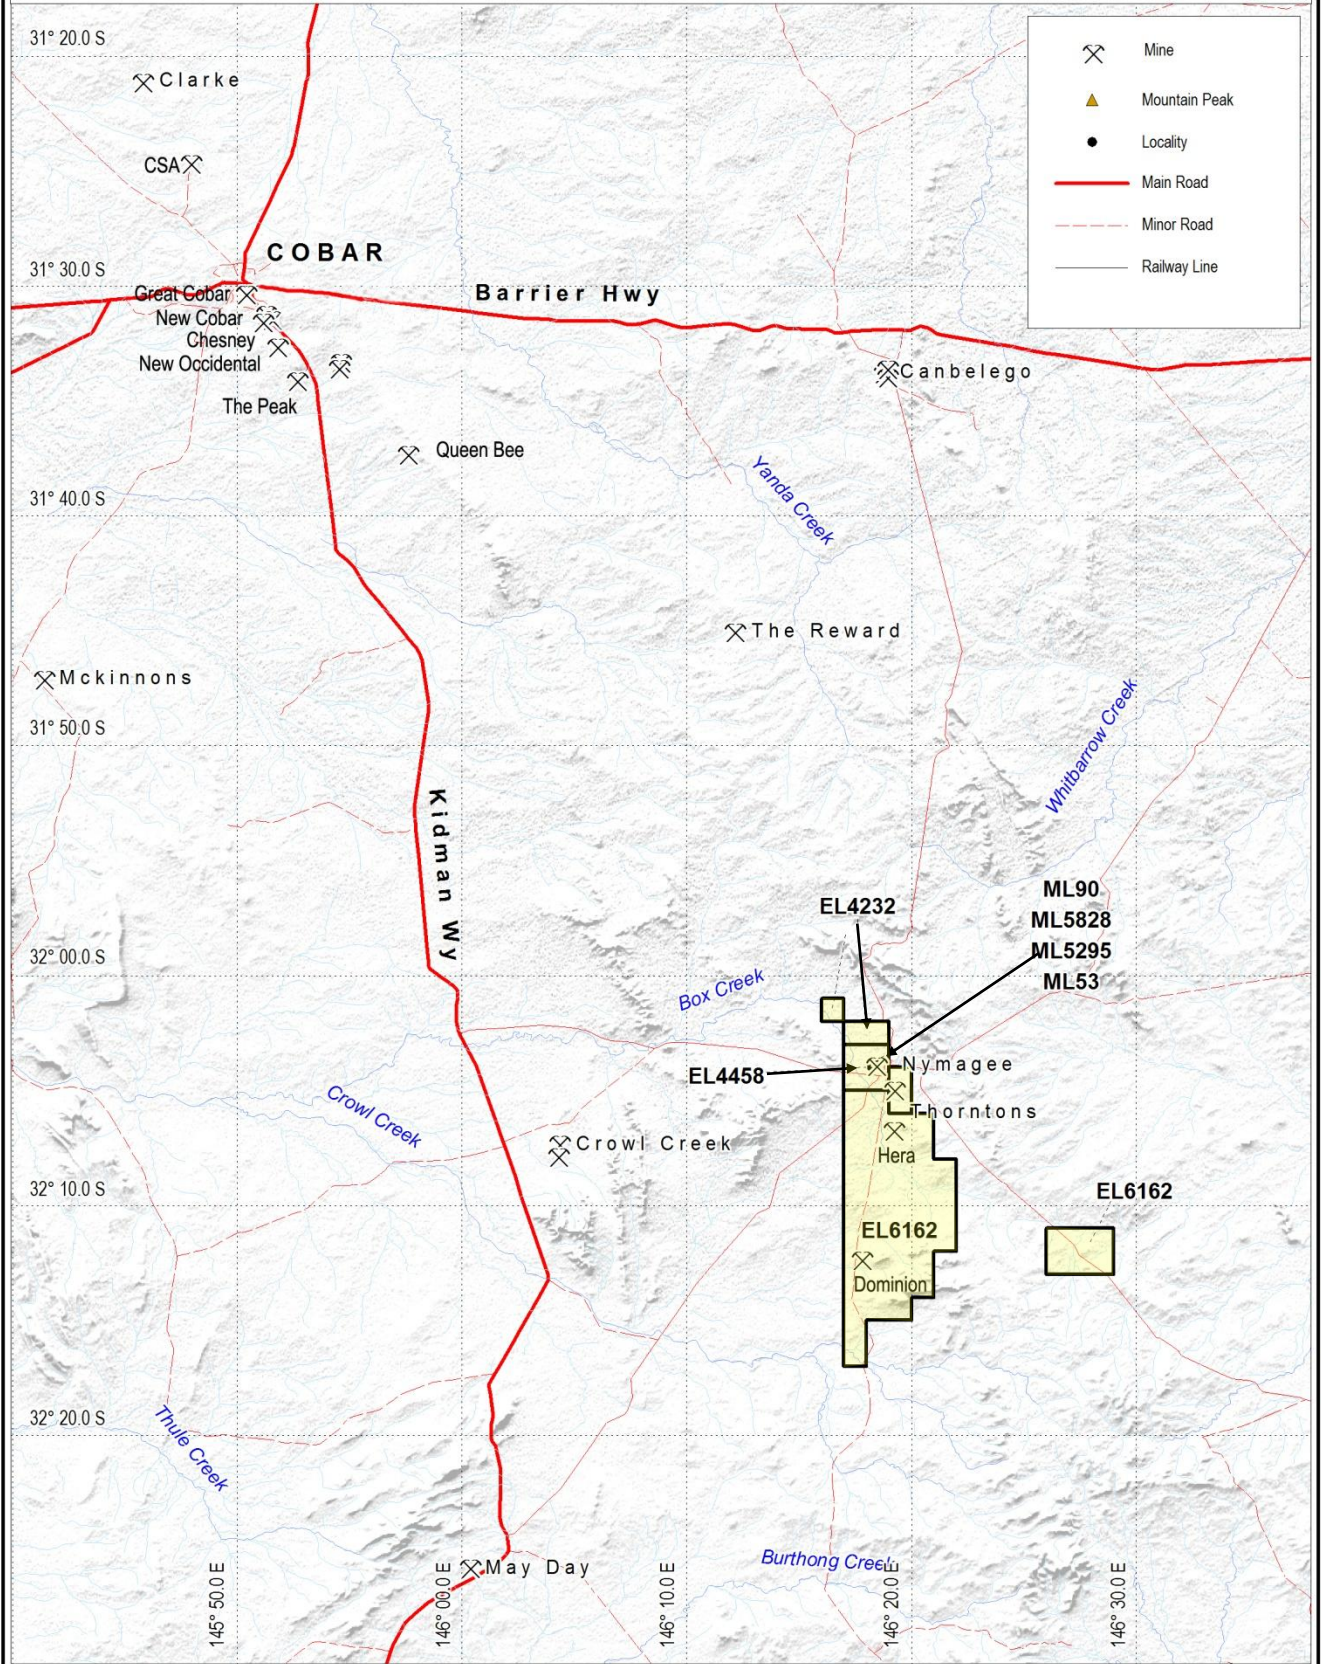 31° 20.0 S
Clarke
CSA
Mine
Mountain Peak
Locality
Main Road
Minor Road
Railway Line
COBAR
31° 30.0 S
Great Cobar
Barrier Hwy
New Cobar
Chesney
New Occidental
Canbelego
The Peak
Queen Bee
Yanda Creek
31° 40.0 S
The Reward
Mckinnons
31° 50.0 S
Whitbarrow Creek
Kidman Wy
ML90
EL4232
ML5828
ML5295
32° 00.0 S
ML53
Box Creek
Nymagee
EL4458
Crowl Creek
Thorntons
Crowl Creek
Hera
32° 10.0 S
EL6162
EL6162
Dominion
32° 20.0 S
Thule Creek
Burthong Creek
May Day
145° 50.0 E
146° 00.0 E
146° 10.0 E
146° 20.0 E
146° 30.0 E